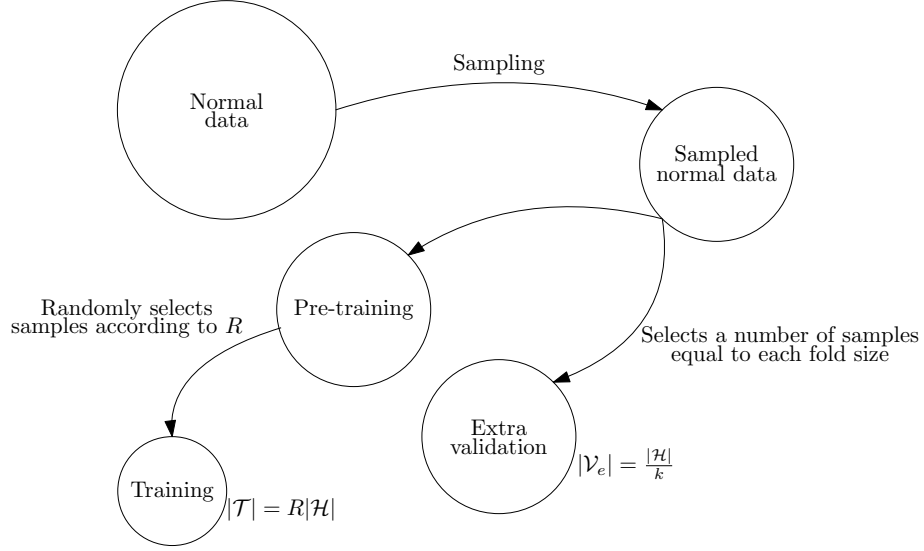 Sampling
Normal
data
Sampled
normal data
Randomly selects
samples according to R
Pre-training
Selects a number of samples
equal to each fold size
Extra
validation
|𝒱ₑ| = |ℋ|/k
Training
|𝒯| = R|ℋ|